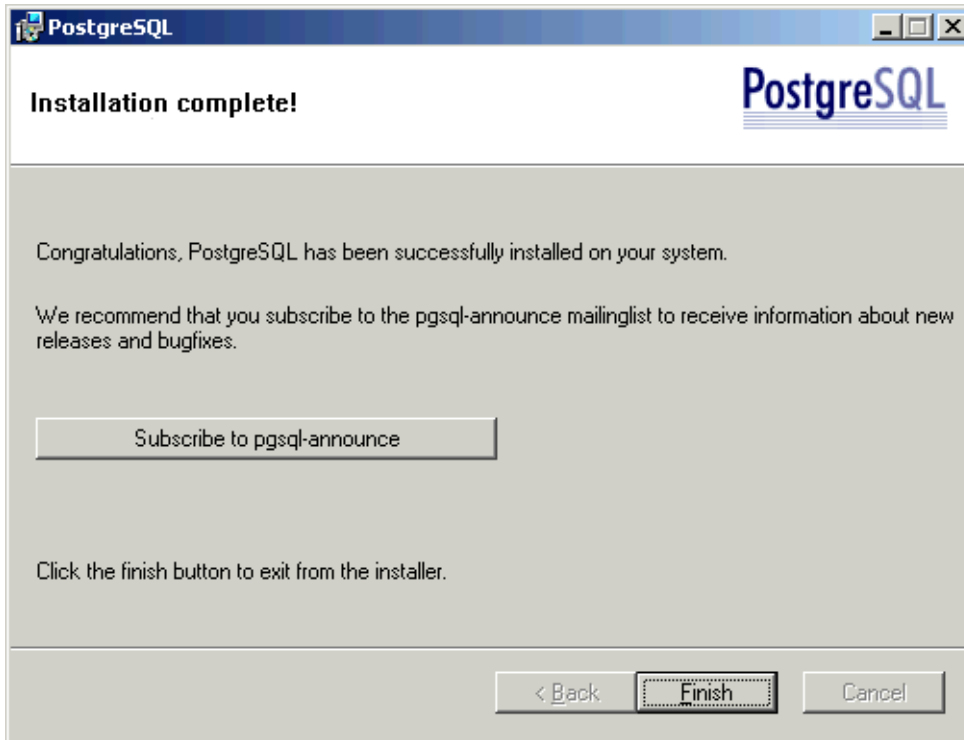 PostgreSQL
Installation complete!
PostgreSQL
Congratulations, PostgreSQL has been successfully installed on your system.
We recommend that you subscribe to the pgsql-announce mailinglist to receive information about new
releases and bugfixes.
Subscribe to pgsql-announce
Click the finish button to exit from the installer.
< Back
Finish
Cancel